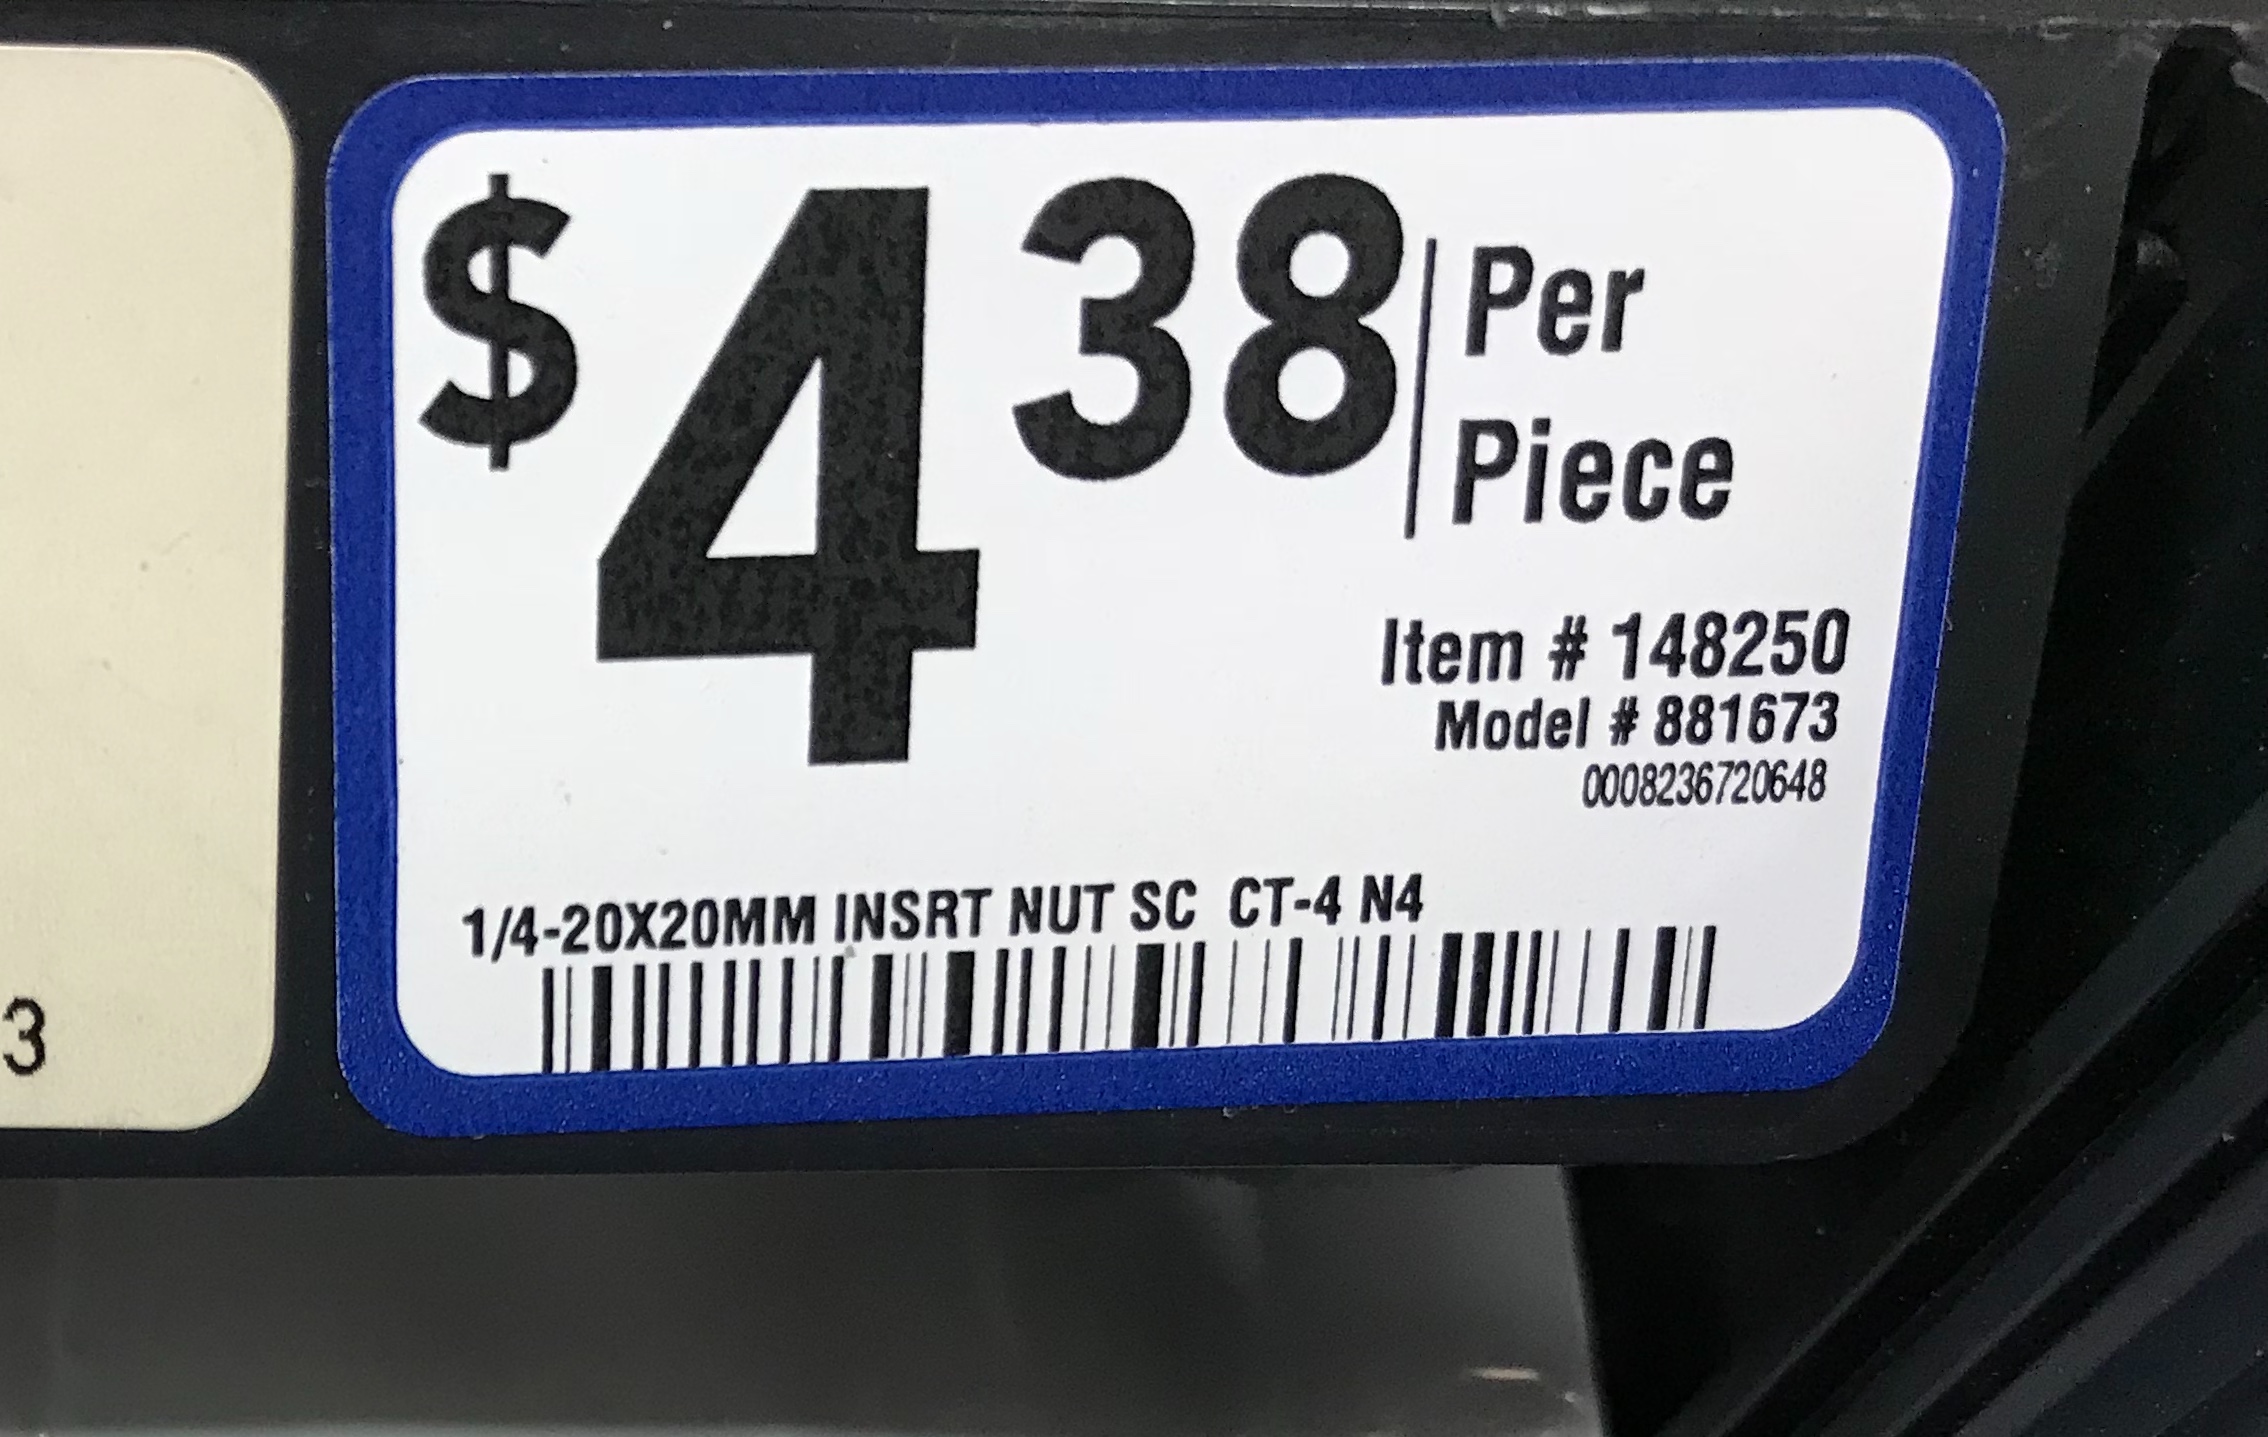 $4 38 Per
Piece
Item # 148250
Model # 881673
0008236720648
1/4-20X20MM INSRT NUT SC CT-4 N4
3